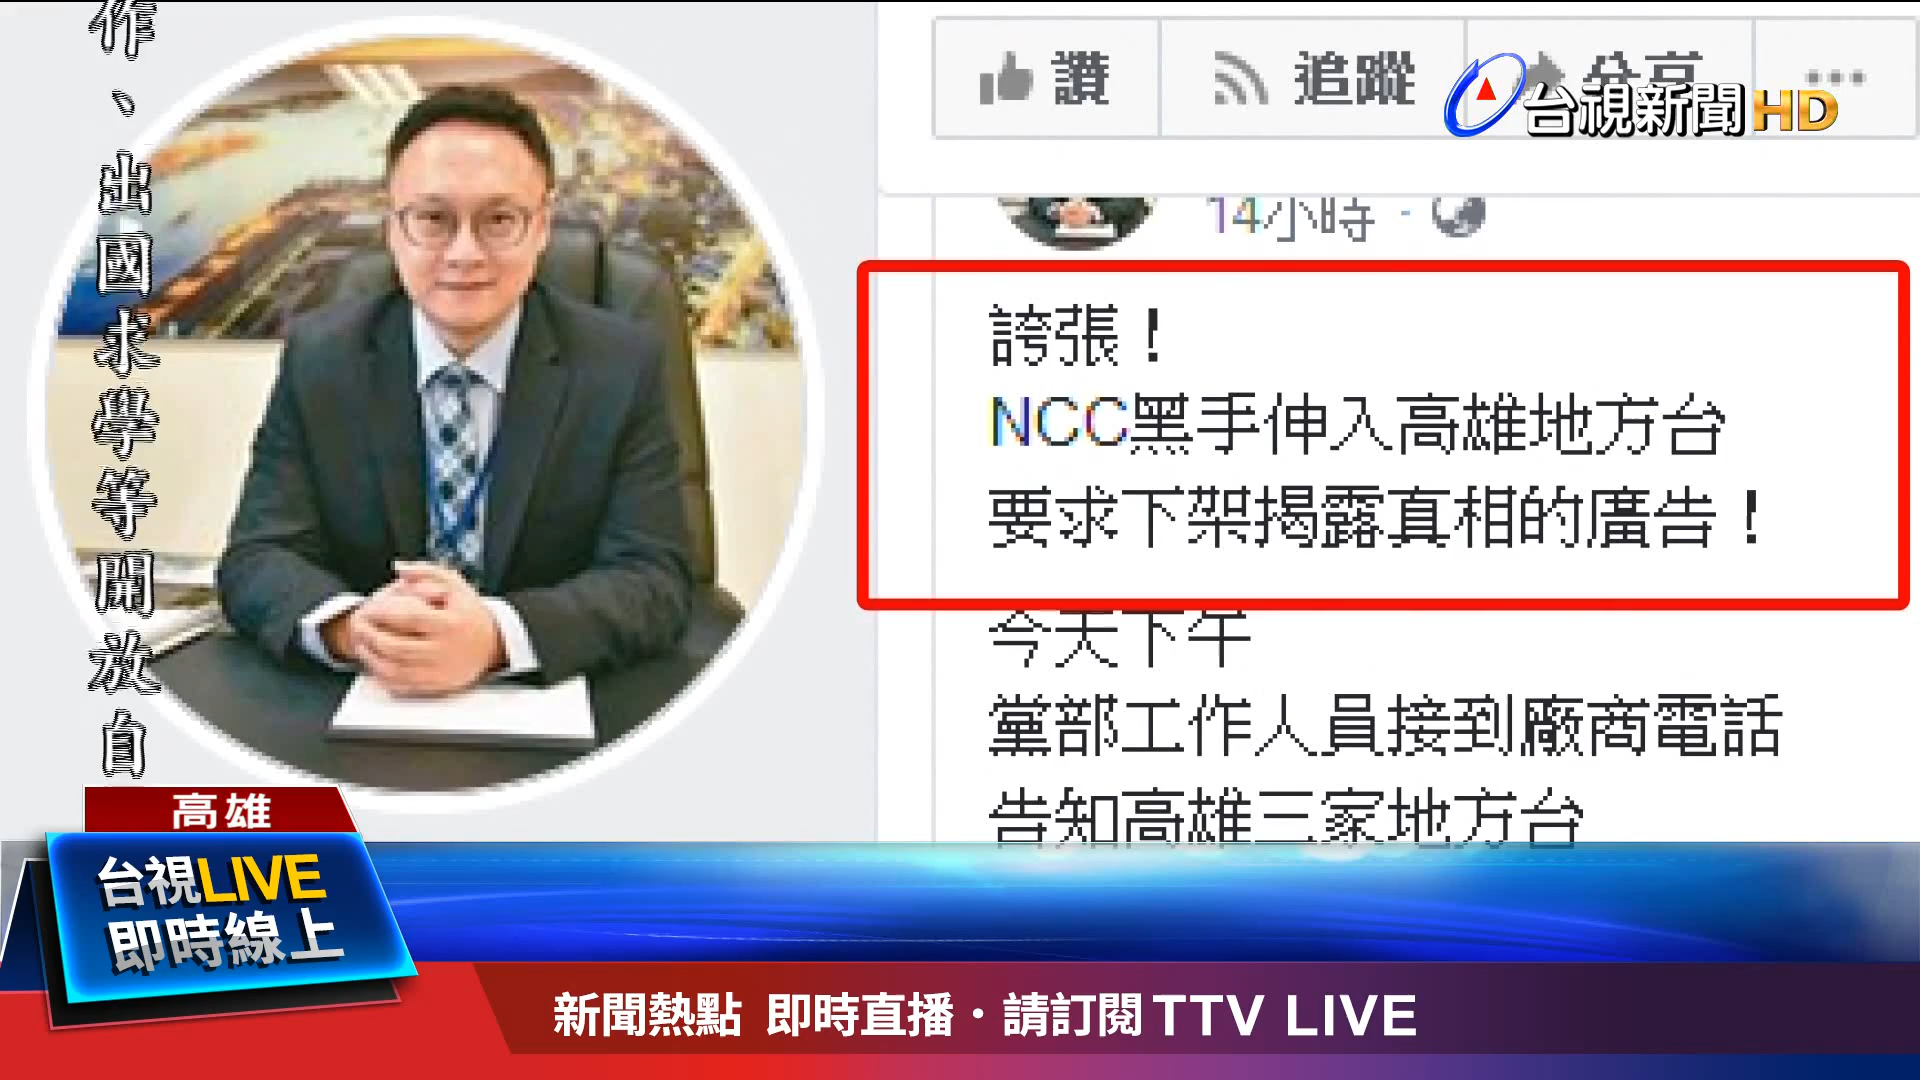 作、出國求學等開放自
讚
追蹤
分享
台視新聞HD
14小時
誇張！
NCC黑手伸入高雄地方台
要求下架揭露真相的廣告！
今天下午
黨部工作人員接到廠商電話
告知高雄三家地方台
高雄
台視LIVE
即時線上
新聞熱點 即時直播・請訂閱TTV LIVE